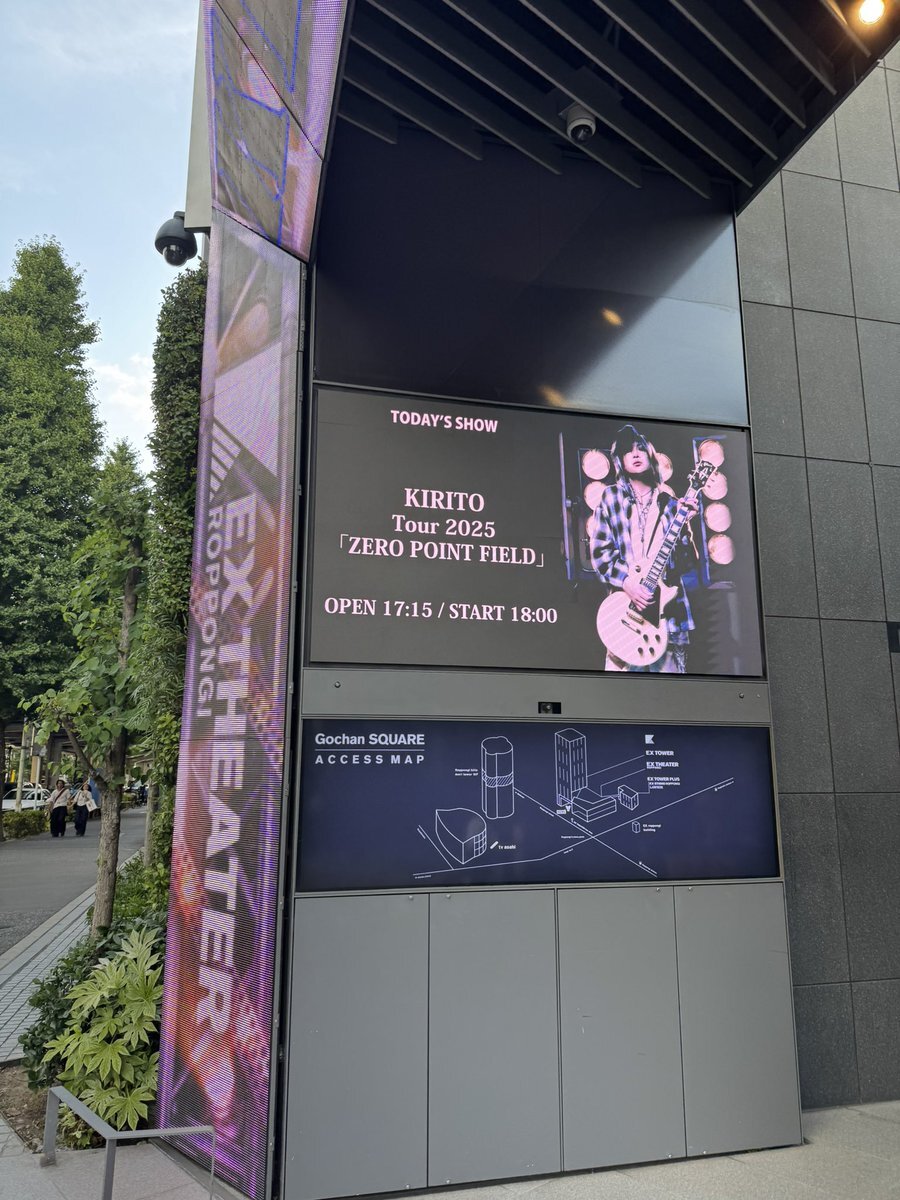 TODAY'S SHOW
KIRITO
Tour 2025
「ZERO POINT FIELD」
OPEN 17:15 / START 18:00
EX THEATER
ROPPONGI
Gochan SQUARE
ACCESS MAP
EX TOWER
EX THEATER
EX TOWER PLUS
tv asahi